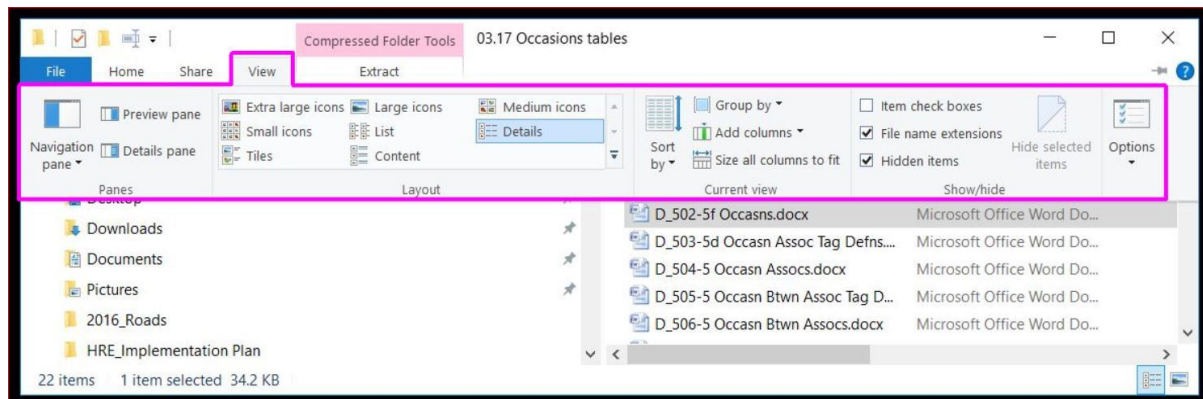 Compressed Folder Tools 03.17 Occasions tables
File Home Share View Extract
Extra large icons Large icons Medium icons
Small icons List Details
Tiles Content
Preview pane
Details pane
Navigation pane
Panes
Layout
Sort by
Group by
Add columns
Size all columns to fit
Current view
Item check boxes
File name extensions
Hidden items
Hide selected items
Show/hide
Options
Desktop
Downloads
Documents
Pictures
2016_Roads
HRE_Implementation Plan
D_502-5f Occasns.docx Microsoft Office Word Do...
D_503-5d Occasn Assoc Tag Defns.... Microsoft Office Word Do...
D_504-5 Occasn Assocs.docx Microsoft Office Word Do...
D_505-5 Occasn Btwn Assoc Tag D... Microsoft Office Word Do...
D_506-5 Occasn Btwn Assocs.docx Microsoft Office Word Do...
22 items 1 item selected 34.2 KB